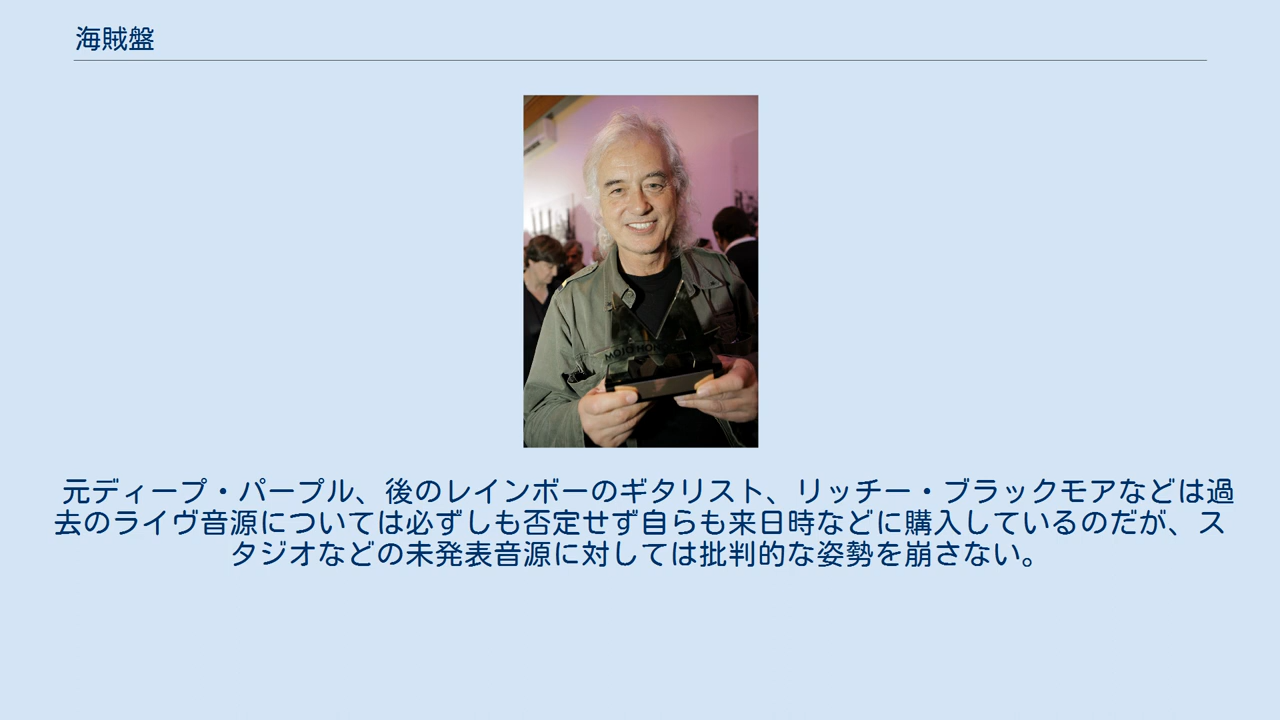 海賊盤
元ディープ・パープル、後のレインボーのギタリスト、リッチー・ブラックモアなどは過
去のライヴ音源については必ずしも否定せず自らも来日時などに購入しているのだが、ス
タジオなどの未発表音源に対しては批判的な姿勢を崩さない。